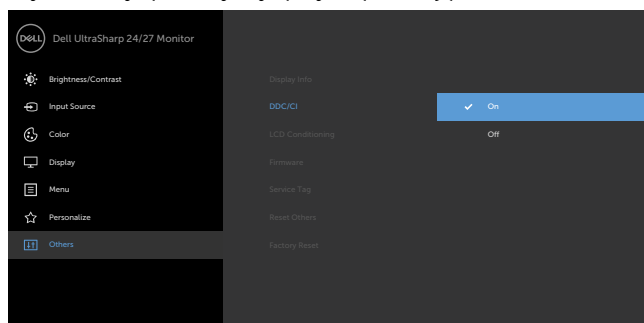 DELL
Dell UltraSharp 24/27 Monitor
Brightness/Contrast
Input Source
Color
Display
Menu
Personalize
Others
Display Info
DDC/CI
LCD Conditioning
Firmware
Service Tag
Reset Others
Factory Reset
On
Off